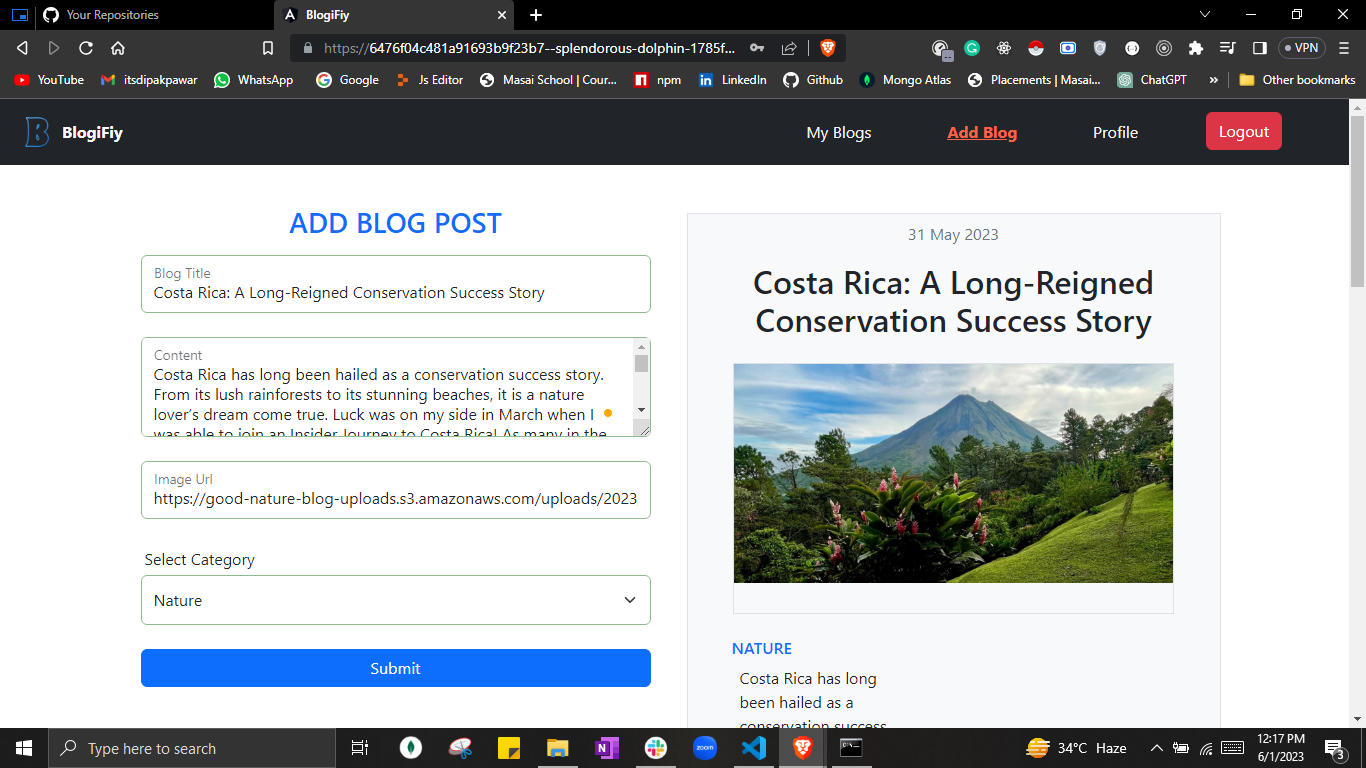 Your Repositories
BlogiFiy
https://6476f04c481a91693b9f23b7--splendorous-dolphin-1785f...
VPN
YouTube
itsdipakpawar
WhatsApp
Google
Js Editor
Masai School | Cour...
npm
LinkedIn
Github
Mongo Atlas
Placements | Masai...
ChatGPT
»
Other bookmarks
B BlogiFiy
My Blogs
Add Blog
Profile
Logout
ADD BLOG POST
Blog Title
Costa Rica: A Long-Reigned Conservation Success Story
Content
Costa Rica has long been hailed as a conservation success story.
From its lush rainforests to its stunning beaches, it is a nature
lover’s dream come true. Luck was on my side in March when I
was able to join an Insider Journey to Costa Rica! As many in the
Image Url
https://good-nature-blog-uploads.s3.amazonaws.com/uploads/2023
Select Category
Nature
Submit
31 May 2023
Costa Rica: A Long-Reigned
Conservation Success Story
NATURE
Costa Rica has long
been hailed as a
conservation success
Type here to search
zoom
34°C Haze
12:17 PM
6/1/2023
3